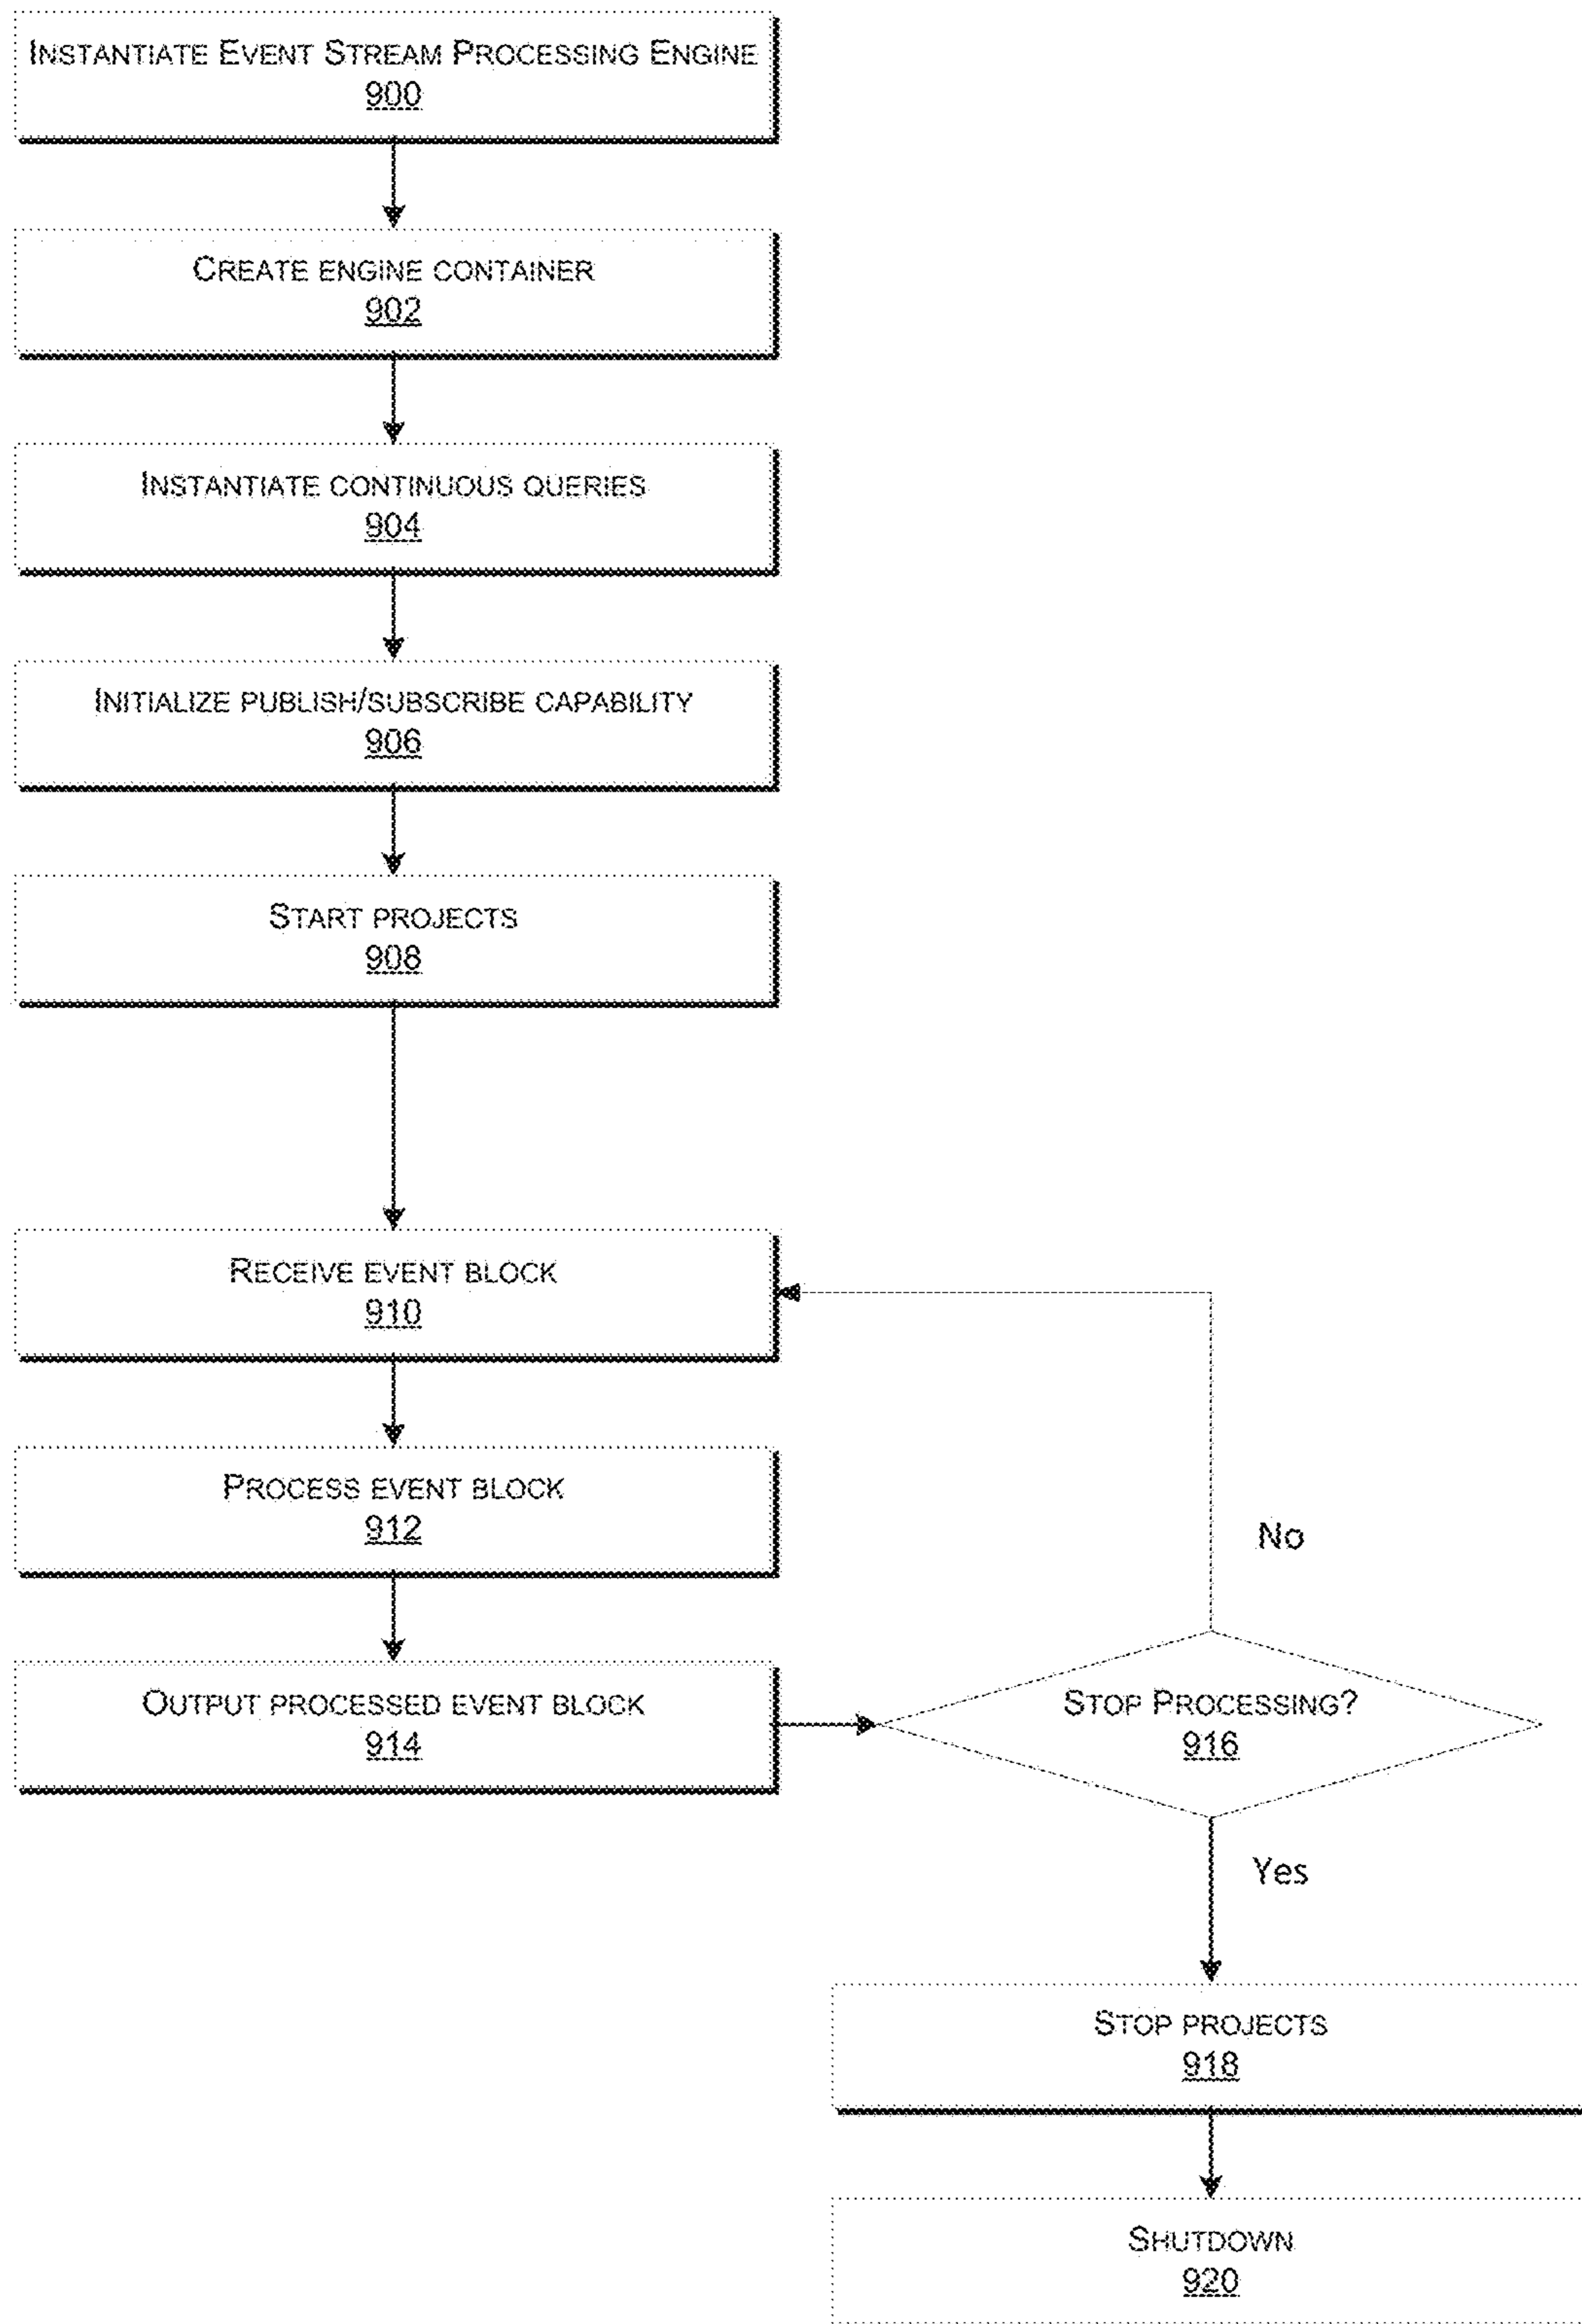 INSTANTIATE EVENT STREAM PROCESSING ENGINE
900
CREATE ENGINE CONTAINER
902
INSTANTIATE CONTINUOUS QUERIES
904
INITIALIZE PUBLISH/SUBSCRIBE CAPABILITY
906
START PROJECTS
908
RECEIVE EVENT BLOCK
910
PROCESS EVENT BLOCK
912
No
OUTPUT PROCESSED EVENT BLOCK
914
STOP PROCESSING?
916
Yes
STOP PROJECTS
918
SHUTDOWN
920